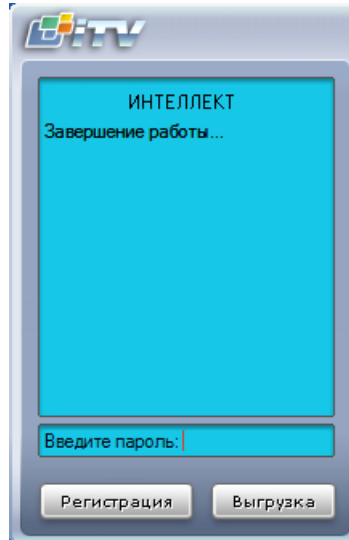 iTV
ИНТЕЛЛЕКТ
Завершение работы...
Введите пароль:
Регистрация Выгрузка